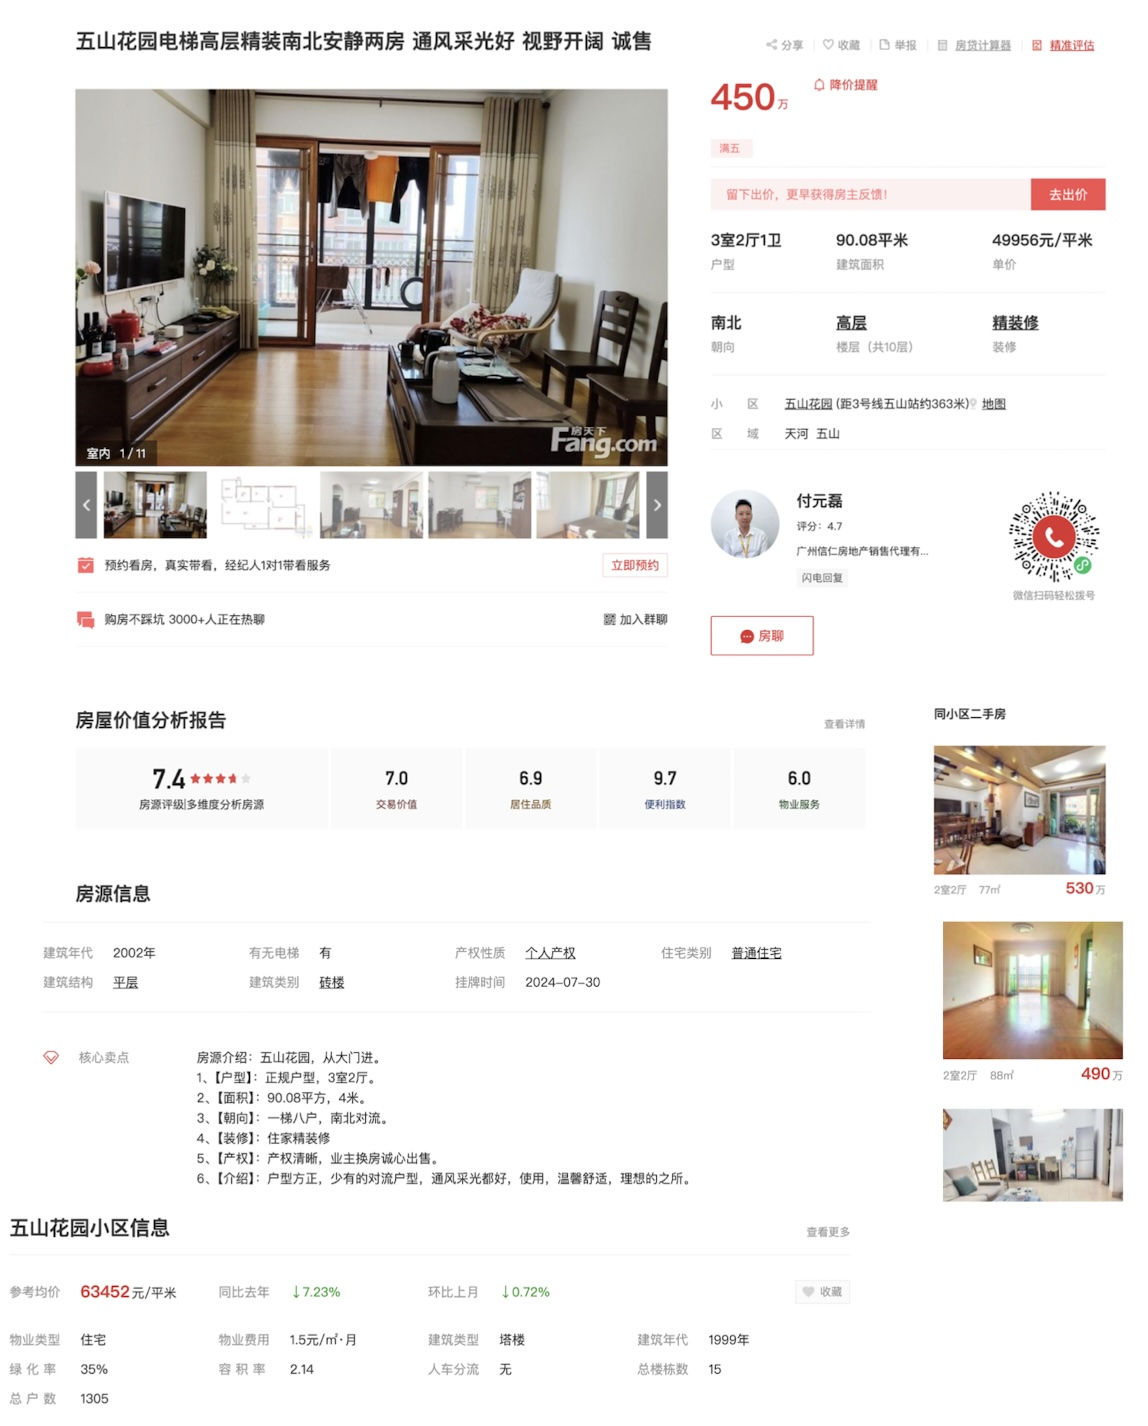 五山花园电梯高层精装南北安静两房 通风采光好 视野开阔 诚售
分享 收藏 举报 房贷计算器 精准评估
450万 降价提醒
满五
留下出价，更早获得房主反馈！ 去出价
3室2厅1卫 90.08平米 49956元/平米
户型 建筑面积 单价
南北 高层 精装修
朝向 楼层（共10层） 装修
小区 五山花园 (距3号线五山站约363米) 地图
区域 天河 五山
房天下
Fang.com
室内 1/11
付元磊
评分：4.7
广州信仁房地产销售代理有...
闪电回复
微信扫码轻松拨号
房聊
预约看房，真实带看，经纪人1对1带看服务 立即预约
购房不踩坑 3000+人正在热聊 加入群聊
房屋价值分析报告 查看详情
7.4 7.0 6.9 9.7 6.0
房源评级|多维度分析房源 交易价值 居住品质 便利指数 物业服务
同小区二手房
2室2厅 77㎡ 530万
2室2厅 88㎡ 490万
房源信息
建筑年代 2002年 有无电梯 有 产权性质 个人产权 住宅类别 普通住宅
建筑结构 平层 建筑类别 砖楼 挂牌时间 2024-07-30
核心卖点 房源介绍：五山花园，从大门进。
1、【户型】：正规户型，3室2厅。
2、【面积】：90.08平方，4米。
3、【朝向】：一梯八户，南北对流。
4、【装修】：住家精装修
5、【产权】：产权清晰，业主换房诚心出售。
6、【介绍】：户型方正，少有的对流户型，通风采光都好，使用，温馨舒适，理想的之所。
五山花园小区信息 查看更多
参考均价 63452元/平米 同比去年 ↓7.23% 环比上月 ↓0.72% 收藏
物业类型 住宅 物业费用 1.5元/㎡·月 建筑类型 塔楼 建筑年代 1999年
绿化率 35% 容积率 2.14 人车分流 无 总楼栋数 15
总户数 1305